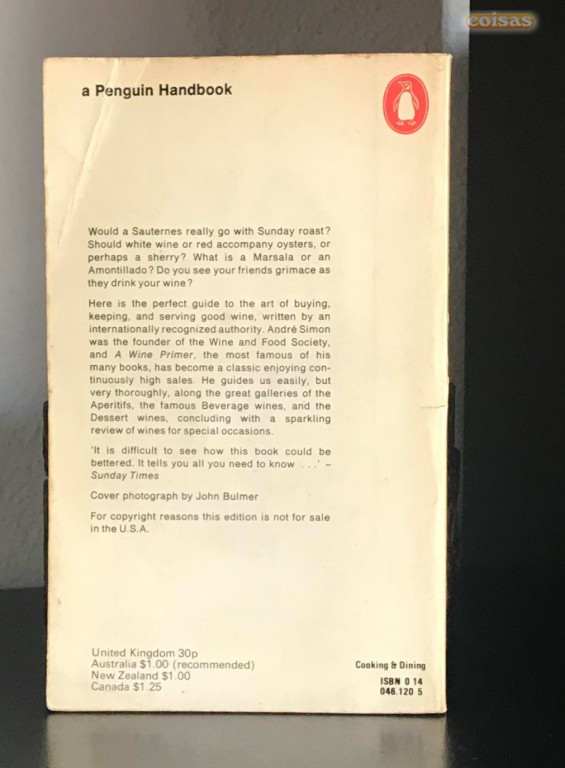 coisas
a Penguin Handbook
Would a Sauternes really go with Sunday roast?
Should white wine or red accompany oysters, or
perhaps a sherry? What is a Marsala or an
Amontillado? Do you see your friends grimace as
they drink your wine?
Here is the perfect guide to the art of buying,
keeping, and serving good wine, written by an
internationally recognized authority. André Simon
was the founder of the Wine and Food Society,
and A Wine Primer, the most famous of his
many books, has become a classic enjoying con-
tinuously high sales. He guides us easily, but
very thoroughly, along the great galleries of the
Aperitifs, the famous Beverage wines, and the
Dessert wines, concluding with a sparkling
review of wines for special occasions.
'It is difficult to see how this book could be
bettered. It tells you all you need to know . . .' –
Sunday Times
Cover photograph by John Bulmer
For copyright reasons this edition is not for sale
in the U.S.A.
United Kingdom 30p
Australia $1.00 (recommended)
New Zealand $1.00
Canada $1.25
Cooking & Dining
ISBN 0 14
046.120 5